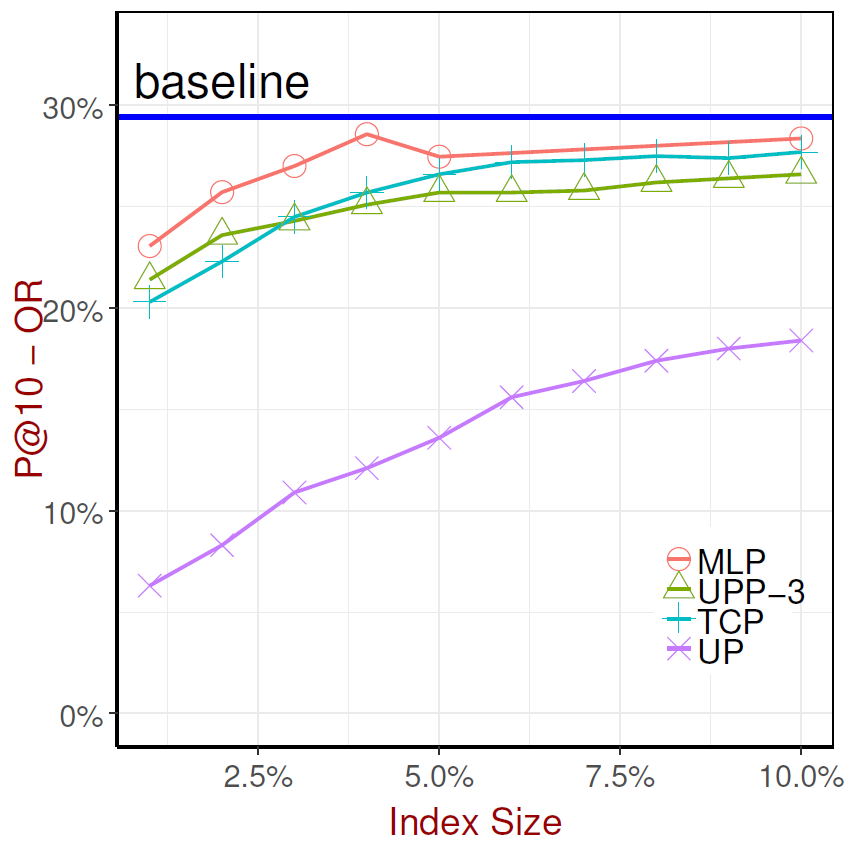 baseline
30%
20%
10%
0%
P@10 − OR
MLP
UPP−3
TCP
UP
2.5%
5.0%
7.5%
10.0%
Index Size